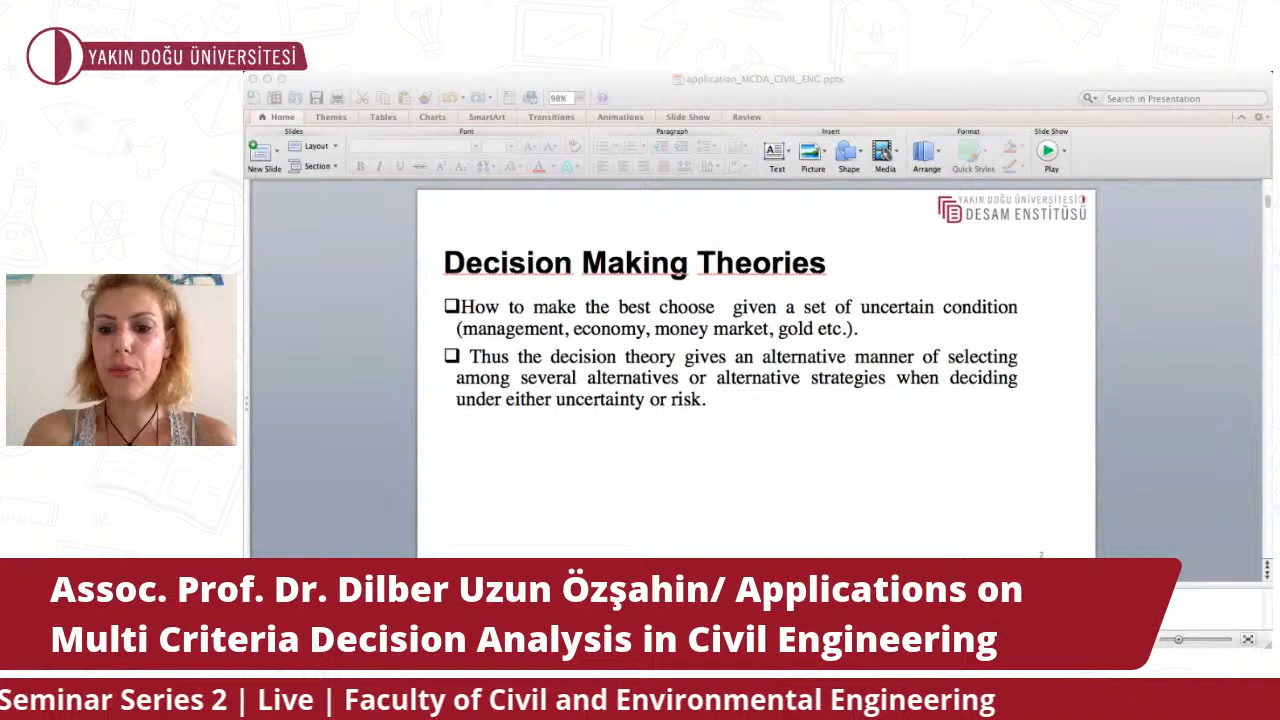 YAKIN DOĞU ÜNİVERSİTESİ
application_MCDA_CIVIL_ENG.pptx
98%
Search in Presentation
Home Themes Tables Charts SmartArt Transitions Animations Slide Show Review
Slides Font Paragraph Insert Format Slide Show
Layout
Section
New Slide
B I U ABC
Text Picture Shape Media Arrange Quick Styles Play
YAKIN DOĞU ÜNİVERSİTESİ
DESAM ENSTİTÜSÜ
Decision Making Theories
How to make the best choose given a set of uncertain condition
(management, economy, money market, gold etc.).
Thus the decision theory gives an alternative manner of selecting
among several alternatives or alternative strategies when deciding
under either uncertainty or risk.
2
Assoc. Prof. Dr. Dilber Uzun Özşahin/ Applications on
Multi Criteria Decision Analysis in Civil Engineering
Seminar Series 2 | Live | Faculty of Civil and Environmental Engineering